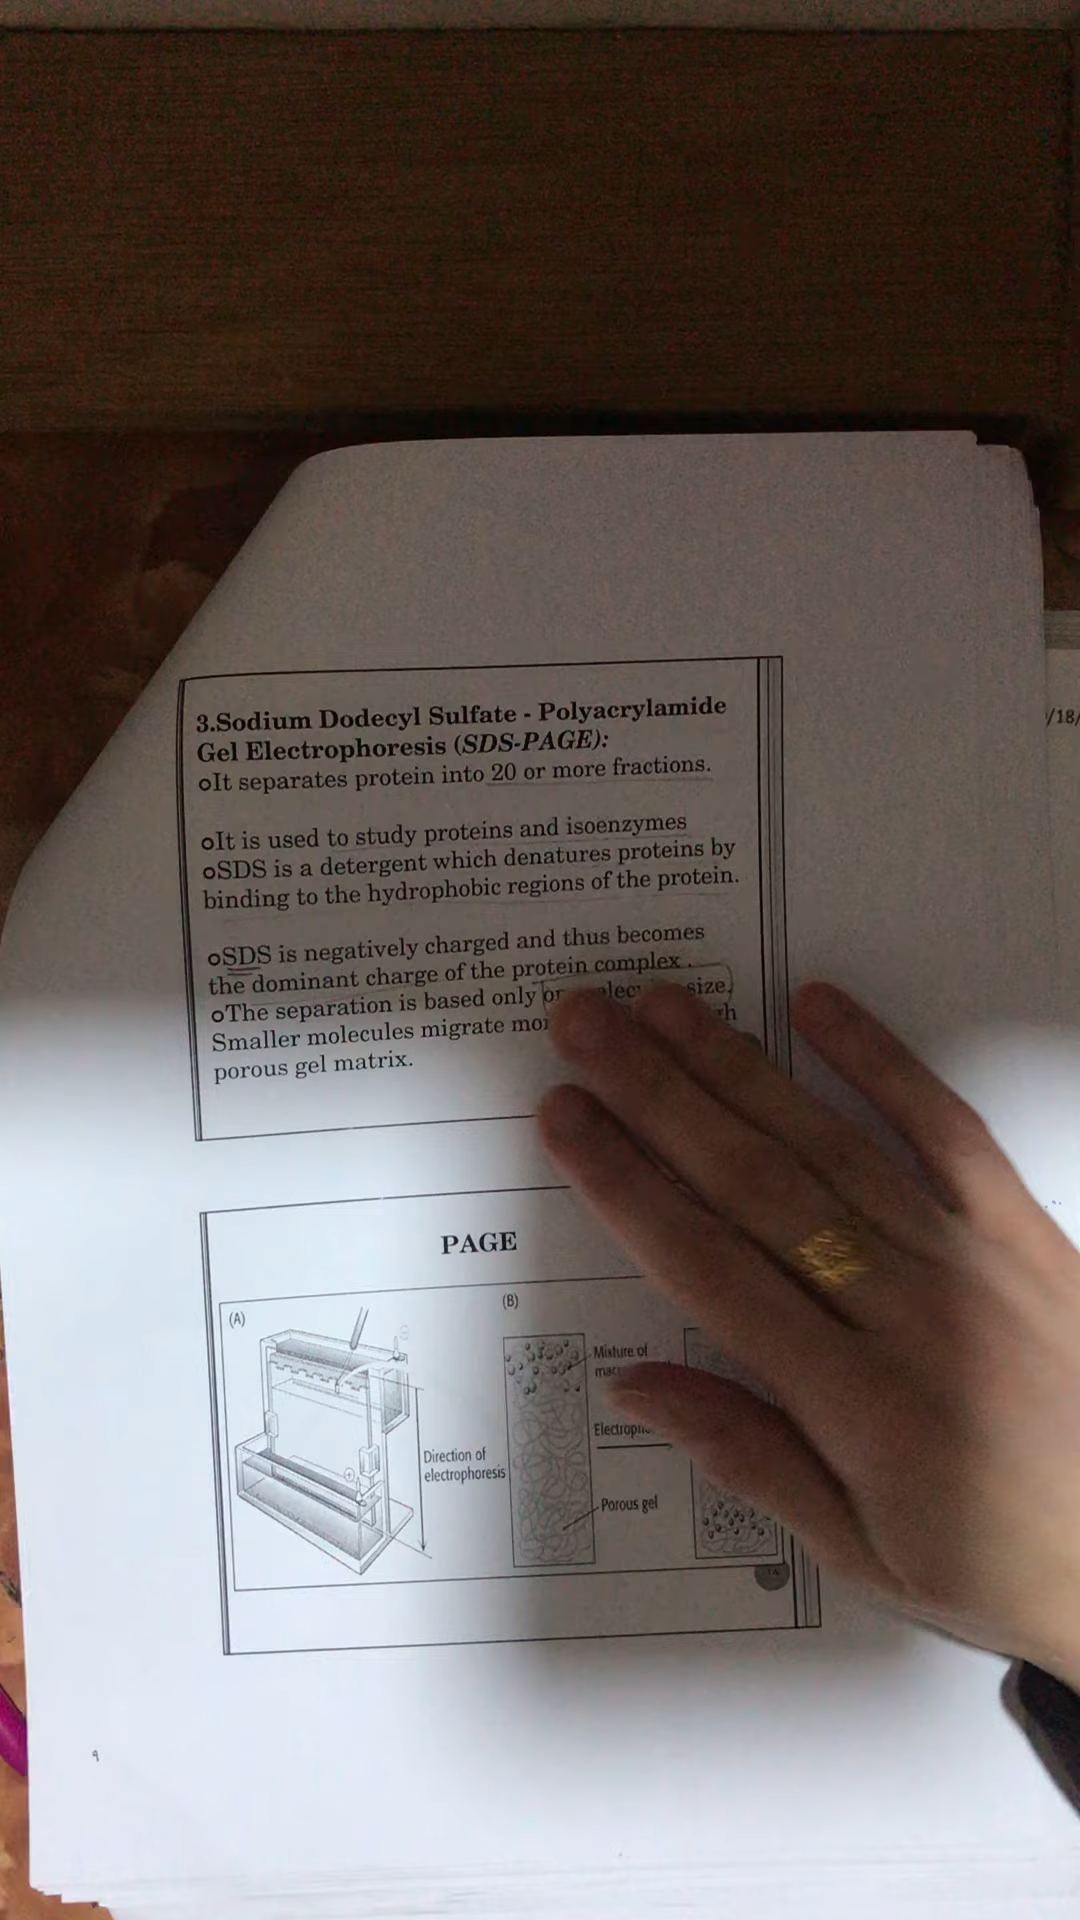 3.Sodium Dodecyl Sulfate - Polyacrylamide
Gel Electrophoresis (SDS-PAGE):
oIt separates protein into 20 or more fractions.
oIt is used to study proteins and isoenzymes
oSDS is a detergent which denatures proteins by
binding to the hydrophobic regions of the protein.
oSDS is negatively charged and thus becomes
the dominant charge of the protein complex.
oThe separation is based only size.
Smaller molecules migrate
porous gel matrix.
PAGE
(A)
(B)
Mixture of
Direction of
electrophoresis
Porous gel
9
/18/